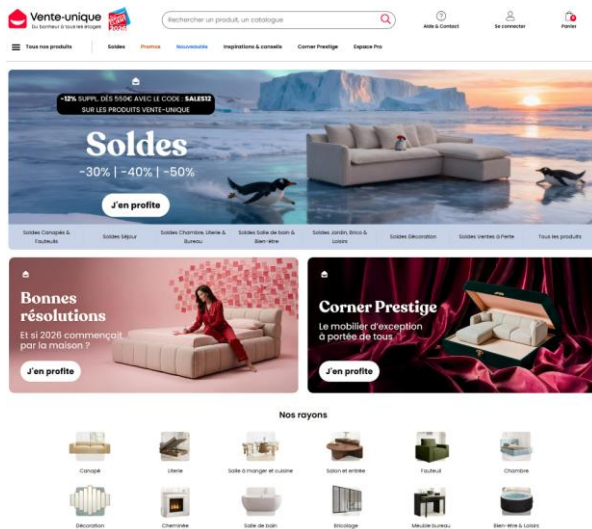 Vente-unique
Du bonheur à tous les étages
Rechercher un produit, un catalogue
Aide & Contact
Se connecter
Panier
Tous nos produits
Soldes
Promos
Nouveautés
Inspirations & conseils
Corner Prestige
Espace Pro
-12% SUPPL. DÈS 550€ AVEC LE CODE : SALES12
SUR LES PRODUITS VENTE-UNIQUE
Soldes
-30% | -40% | -50%
J'en profite
Soldes Canapés &
Fauteuils
Soldes Séjour
Soldes Chambre, Literie &
Bureau
Soldes Salle de bain &
Bien-être
Soldes Jardin, Brico &
Loisirs
Soldes Décoration
Soldes Ventes à Perte
Tous les produits
Bonnes
résolutions
Et si 2026 commençait
par la maison ?
J'en profite
Corner Prestige
Le mobilier d'exception
à portée de tous
J'en profite
Nos rayons
Canapé
Literie
Salle à manger et cuisine
Salon et entrée
Fauteuil
Chambre
Décoration
Cheminée
Salle de bain
Bricolage
Meuble bureau
Bien-être & Loisirs